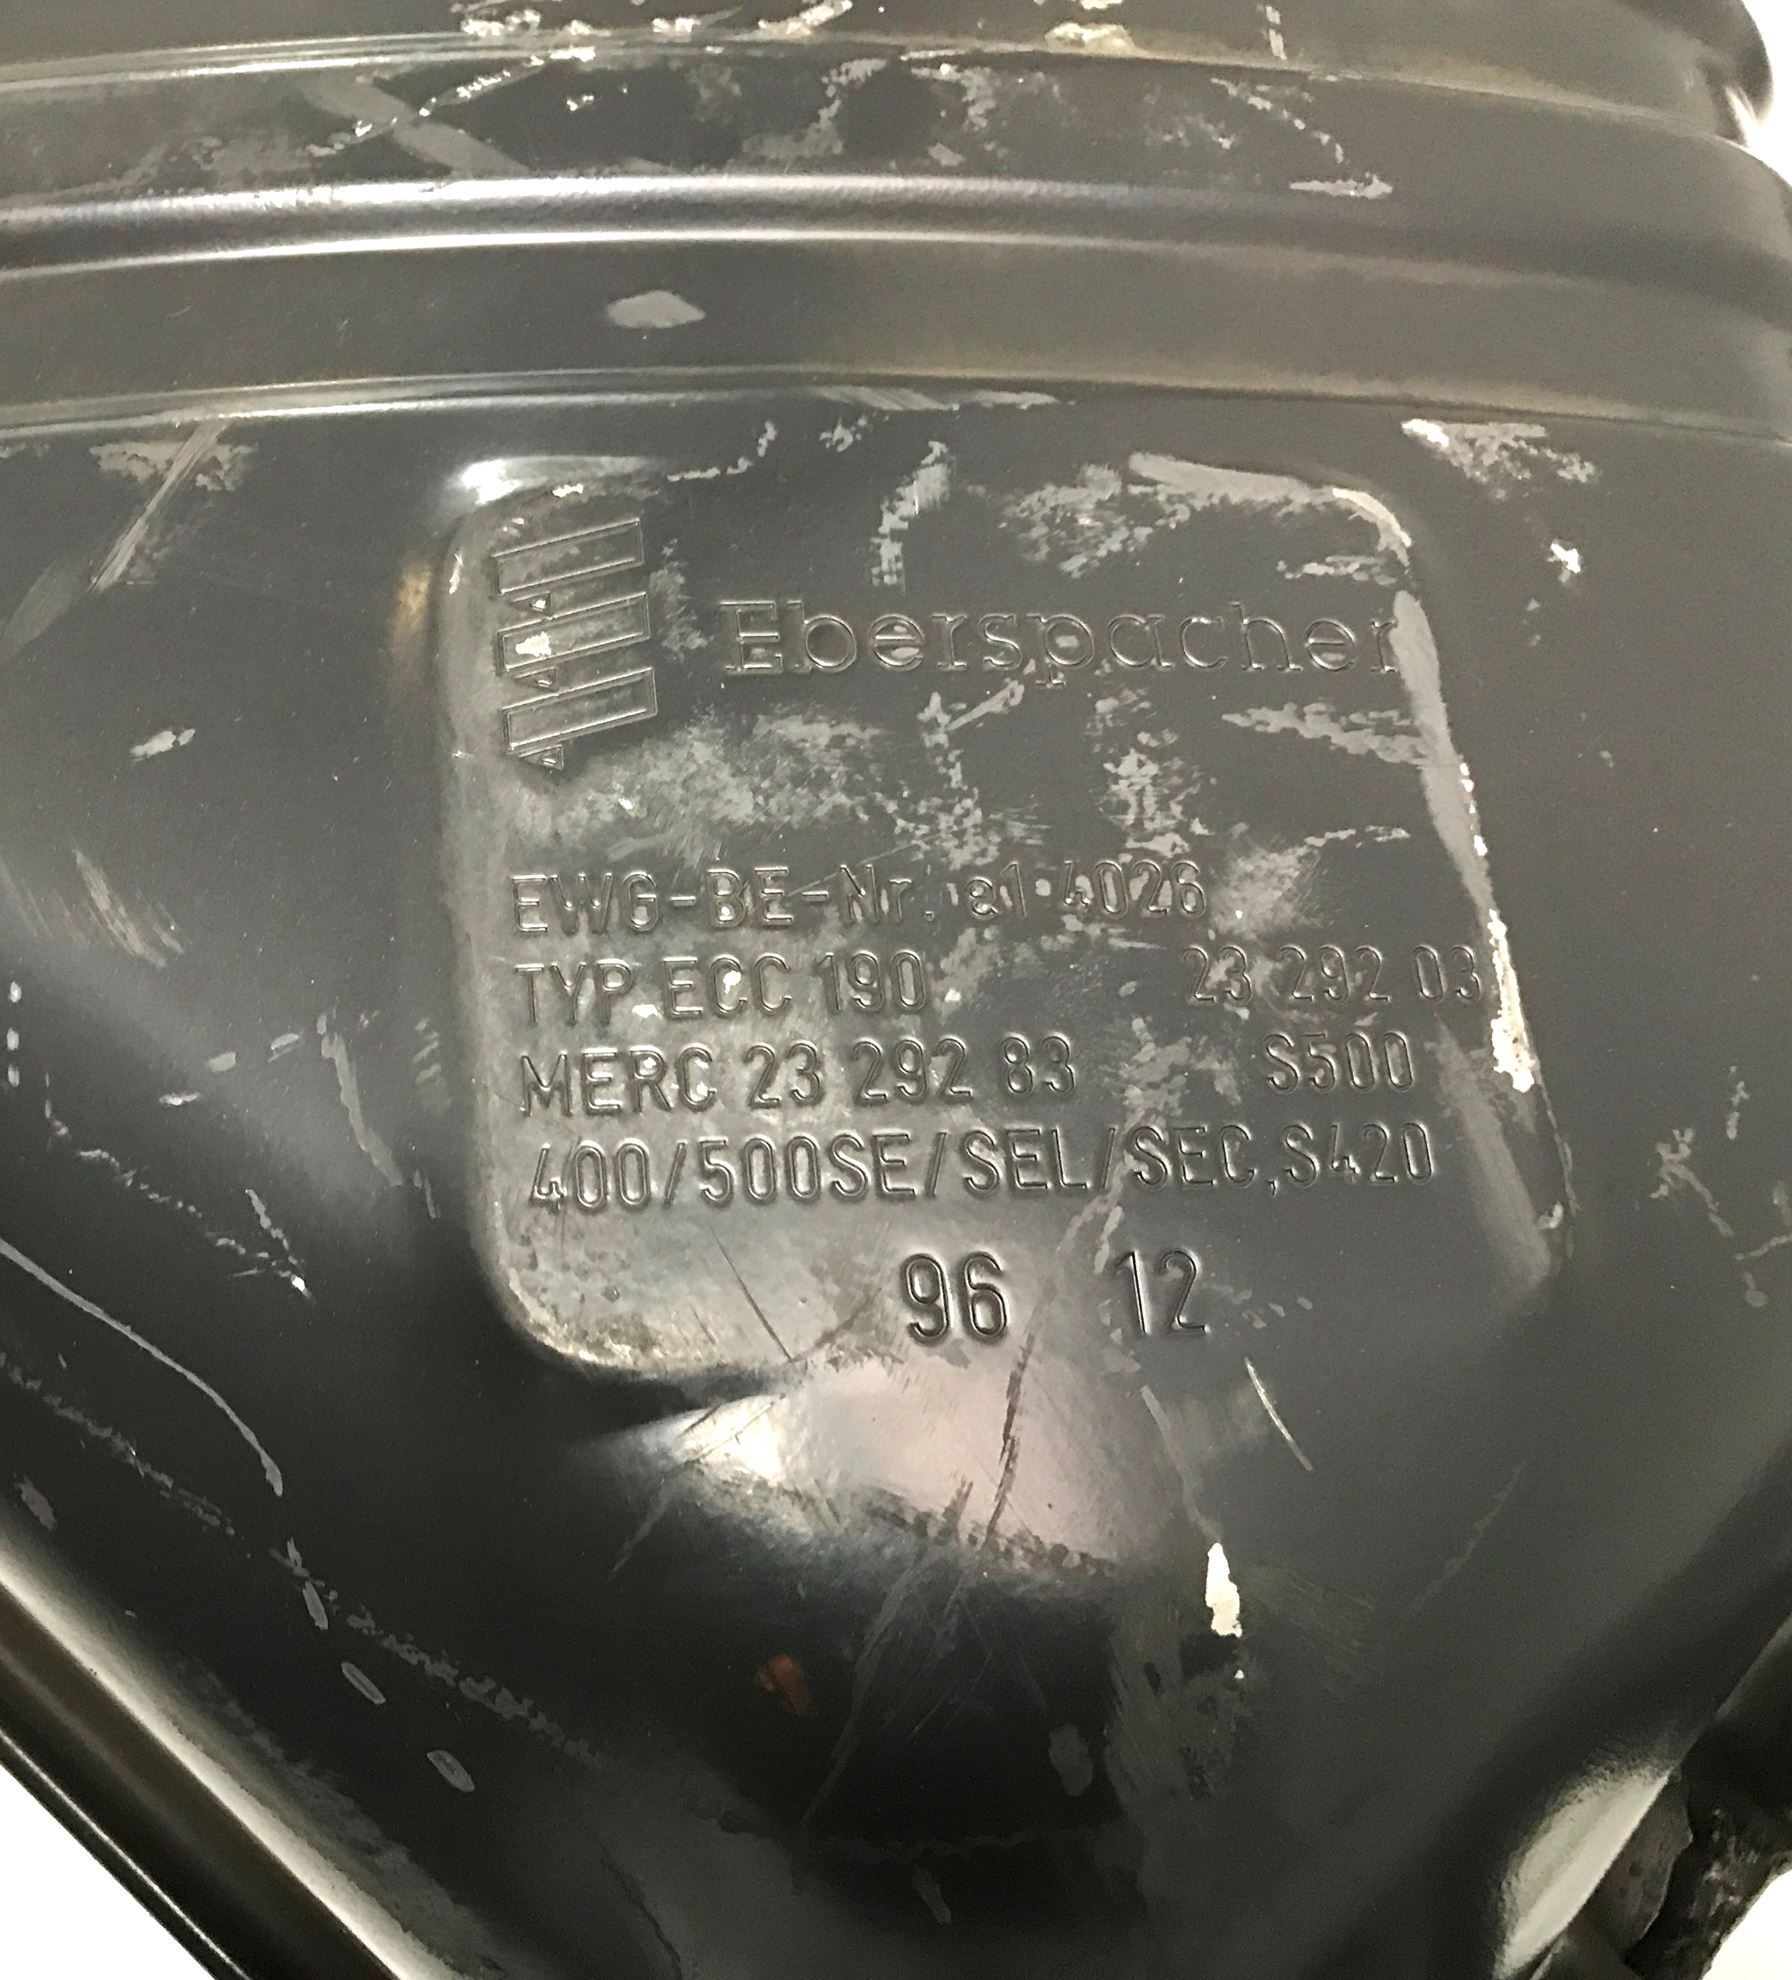 Eberspacher
EWG-BE-Nr. e1·4026
TYP ECC 190 23 292 03
MERC 23 292 83 S500
400/500SE/SEL/SEC,S420
96 12